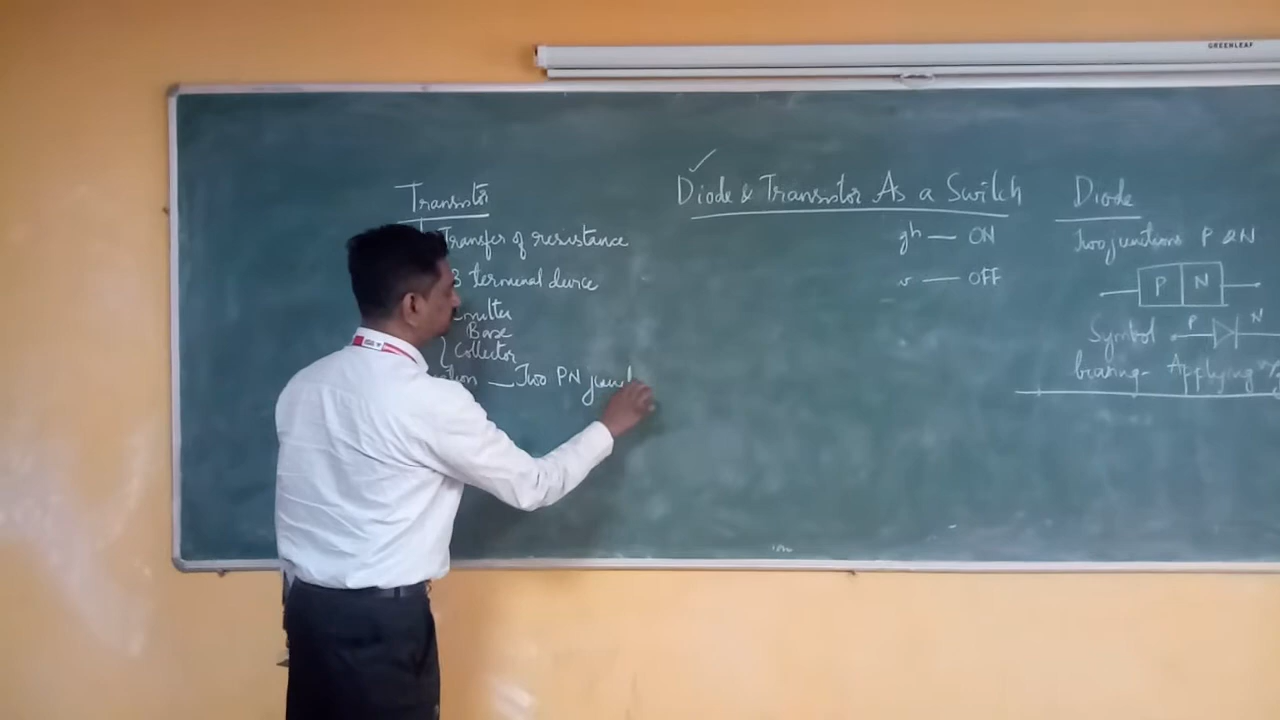 GREENLEAF
Transistor
Transfer of resistance
3 terminal device
Emitter
Base
Collector
Two PN junc
Diode & Transistor As a Switch
ON
OFF
Diode
Two junctions P & N
P N
Symbol P N
biasing - Applying